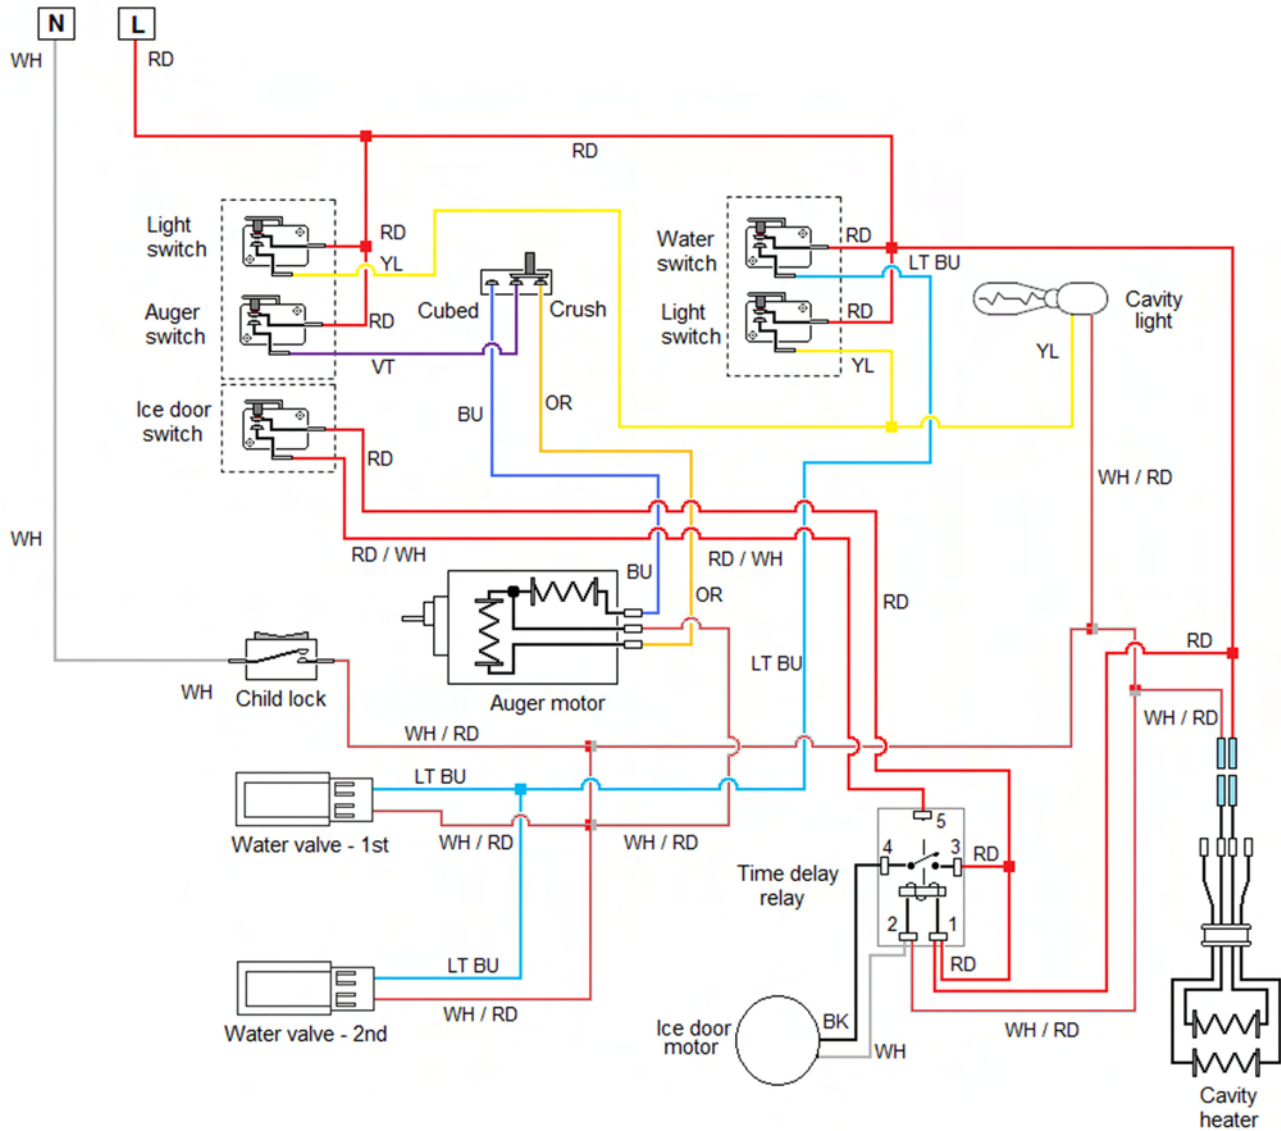 N
L
WH
RD
RD
Light
switch
RD
YL
Auger
switch
RD
VT
Cubed
Crush
Water
switch
RD
LT BU
Light
switch
RD
YL
Cavity
light
YL
Ice door
switch
RD
BU
OR
WH / RD
WH
RD / WH
RD / WH
BU
OR
RD
RD
LT BU
WH
Child lock
Auger motor
WH / RD
WH / RD
LT BU
Water valve - 1st
WH / RD
WH / RD
Time delay
relay
5
4
3
RD
2
1
RD
LT BU
WH / RD
Water valve - 2nd
Ice door
motor
BK
WH
WH / RD
Cavity
heater